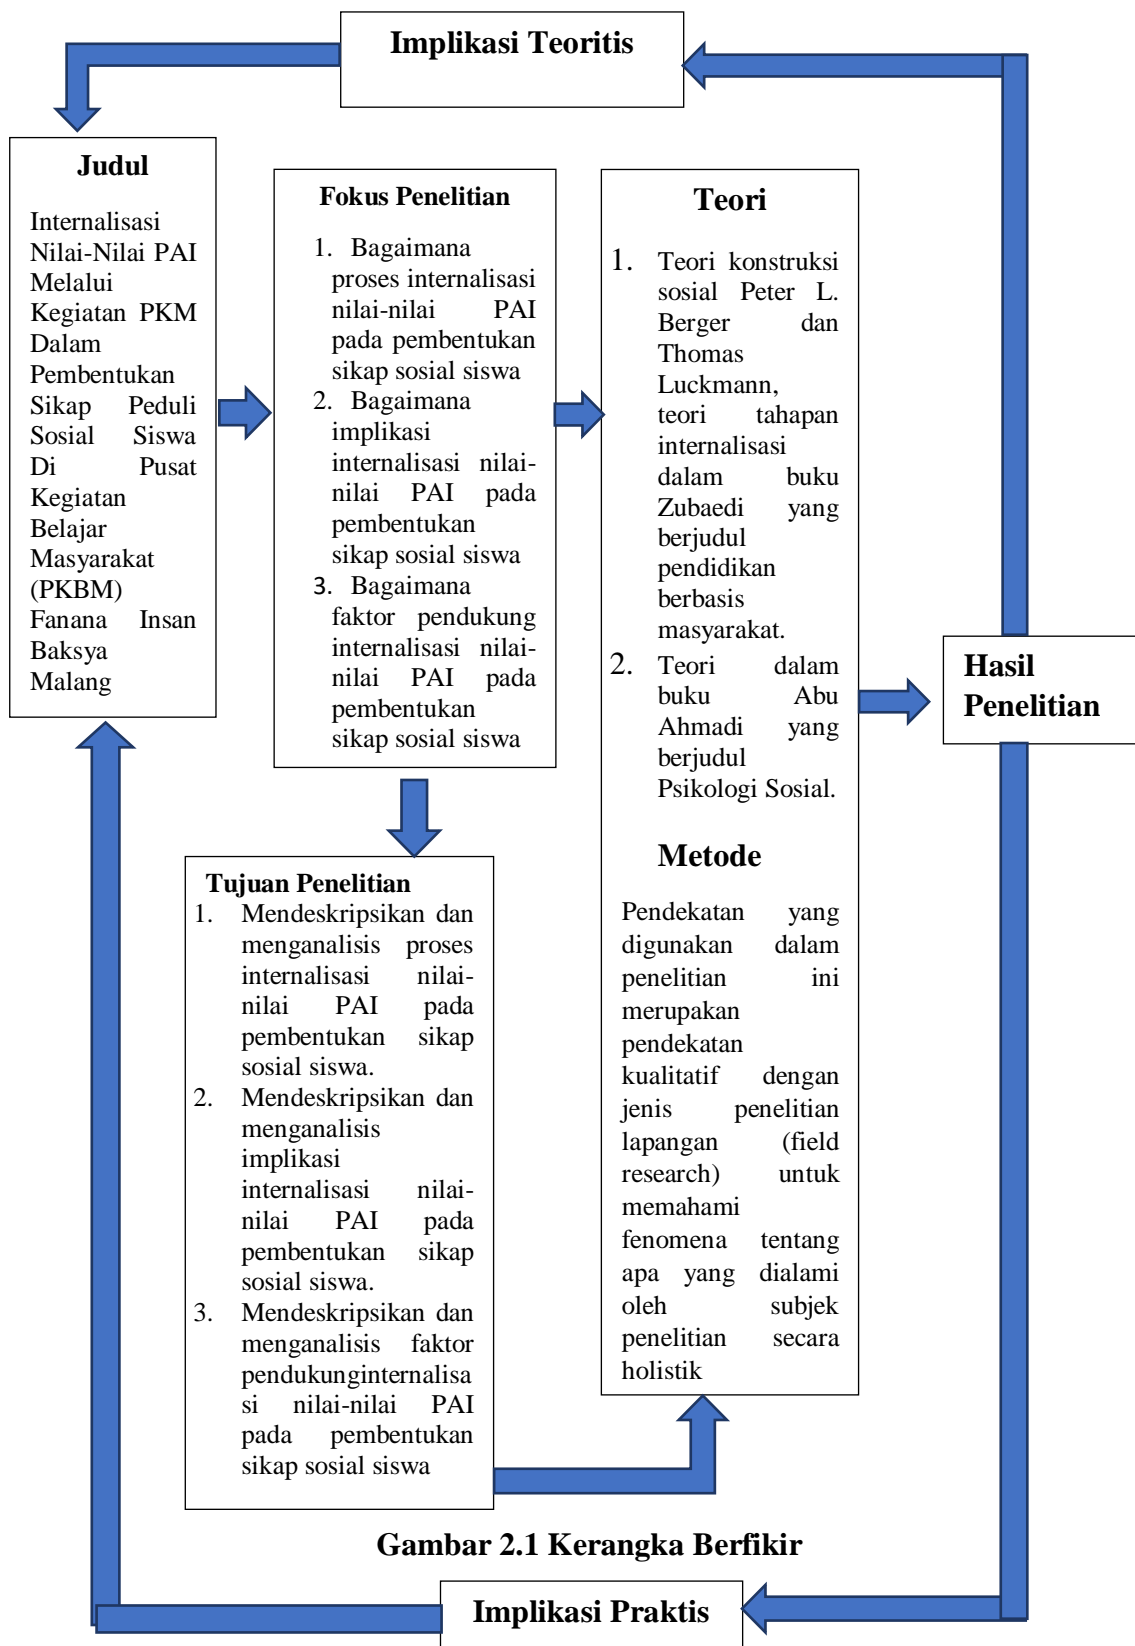 Implikasi Teoritis
Judul
Internalisasi
Nilai-Nilai PAI
Melalui
Kegiatan PKM
Dalam
Pembentukan
Sikap Peduli
Sosial Siswa
Di Pusat
Kegiatan
Belajar
Masyarakat
(PKBM)
Fanana Insan
Baksya
Malang
Fokus Penelitian
1. Bagaimana
proses internalisasi
nilai-nilai PAI
pada pembentukan
sikap sosial siswa
2. Bagaimana
implikasi
internalisasi nilai-
nilai PAI pada
pembentukan
sikap sosial siswa
3. Bagaimana
faktor pendukung
internalisasi nilai-
nilai PAI pada
pembentukan
sikap sosial siswa
Teori
1. Teori konstruksi
sosial Peter L.
Berger dan
Thomas
Luckmann,
teori tahapan
internalisasi
dalam buku
Zubaedi yang
berjudul
pendidikan
berbasis
masyarakat.
2. Teori dalam
buku Abu
Ahmadi yang
berjudul
Psikologi Sosial.
Metode
Pendekatan yang
digunakan dalam
penelitian ini
merupakan
pendekatan
kualitatif dengan
jenis penelitian
lapangan (field
research) untuk
memahami
fenomena tentang
apa yang dialami
oleh subjek
penelitian secara
holistik
Hasil
Penelitian
Tujuan Penelitian
1. Mendeskripsikan dan
menganalisis proses
internalisasi nilai-
nilai PAI pada
pembentukan sikap
sosial siswa.
2. Mendeskripsikan dan
menganalisis
implikasi
internalisasi nilai-
nilai PAI pada
pembentukan sikap
sosial siswa.
3. Mendeskripsikan dan
menganalisis faktor
pendukunginternalisa
si nilai-nilai PAI
pada pembentukan
sikap sosial siswa
Gambar 2.1 Kerangka Berfikir
Implikasi Praktis